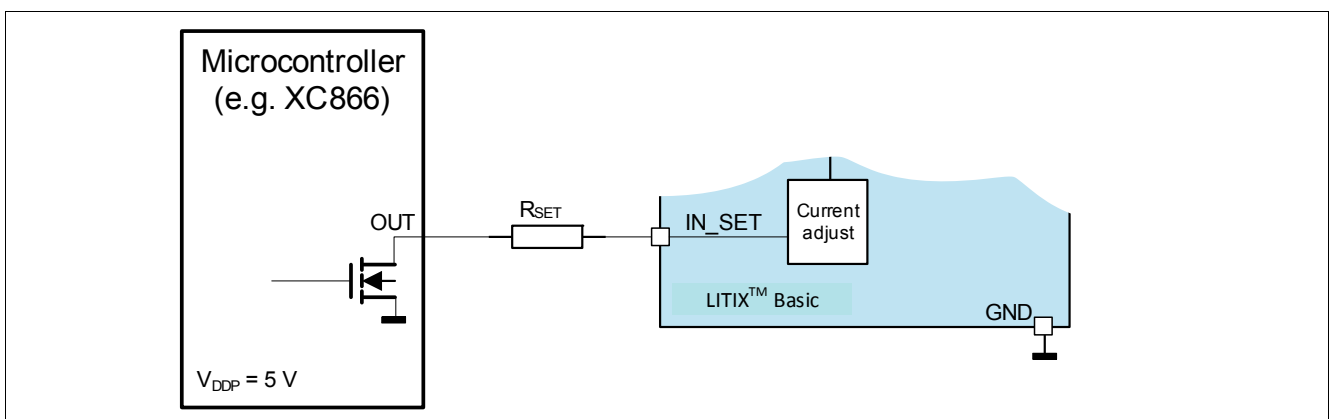 Microcontroller
(e.g. XC866)
OUT
RSET
IN_SET
Current
adjust
LITIX™ Basic
GND
VDDP = 5 V